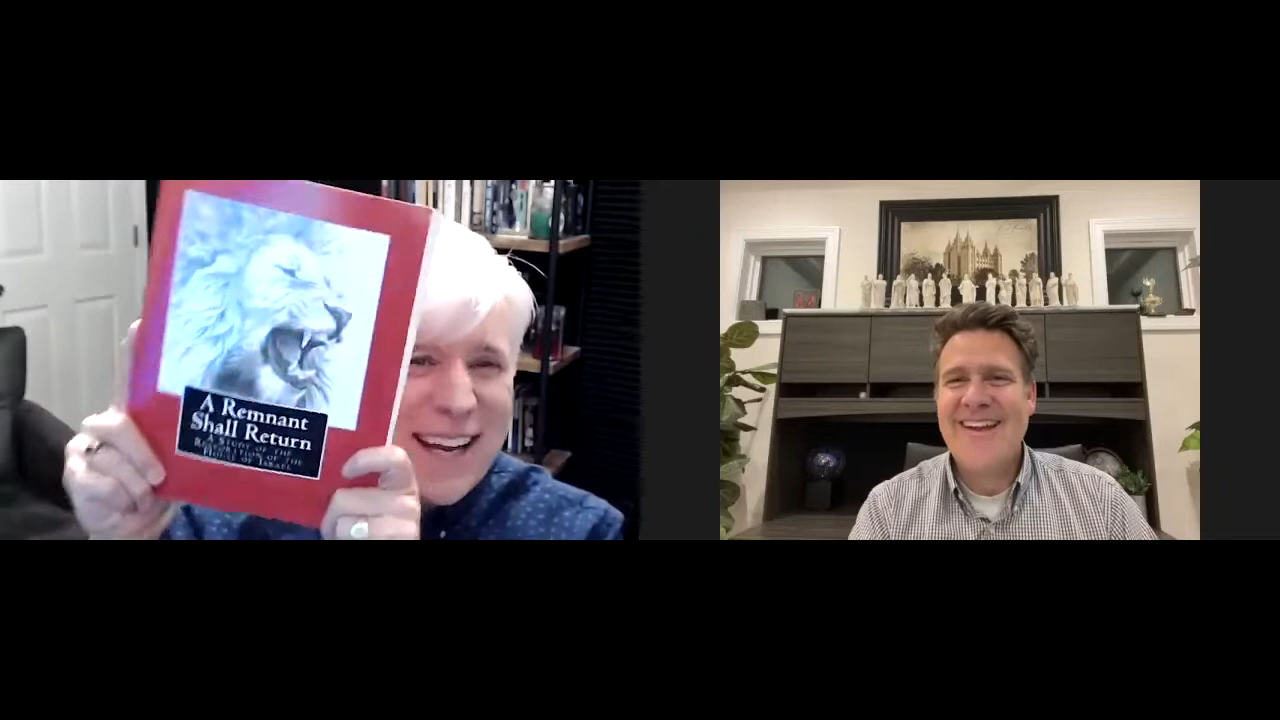 A Remnant
Shall Return
A Study of the
Restoration of the
House of Israel